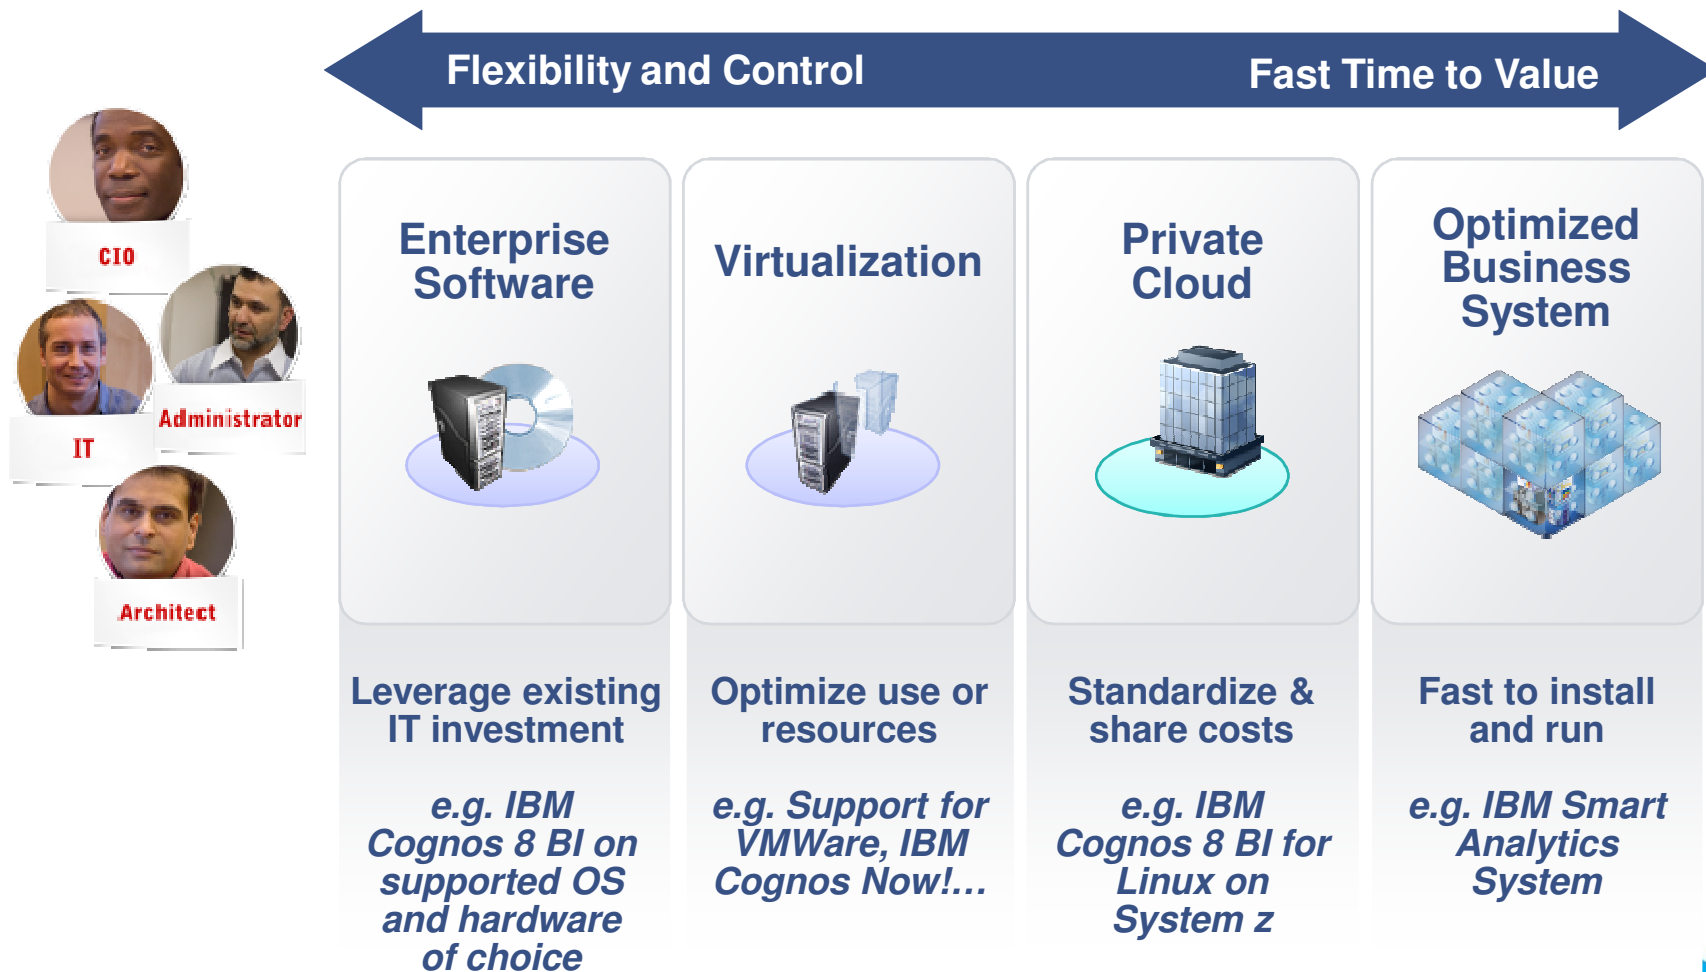 Flexibility and Control
Fast Time to Value
CIO
Administrator
IT
Architect
Enterprise
Software
Virtualization
Private
Cloud
Optimized
Business
System
Leverage existing
IT investment
e.g. IBM
Cognos 8 BI on
supported OS
and hardware
of choice
Optimize use or
resources
e.g. Support for
VMWare, IBM
Cognos Now!...
Standardize &
share costs
e.g. IBM
Cognos 8 BI for
Linux on
System z
Fast to install
and run
e.g. IBM Smart
Analytics
System